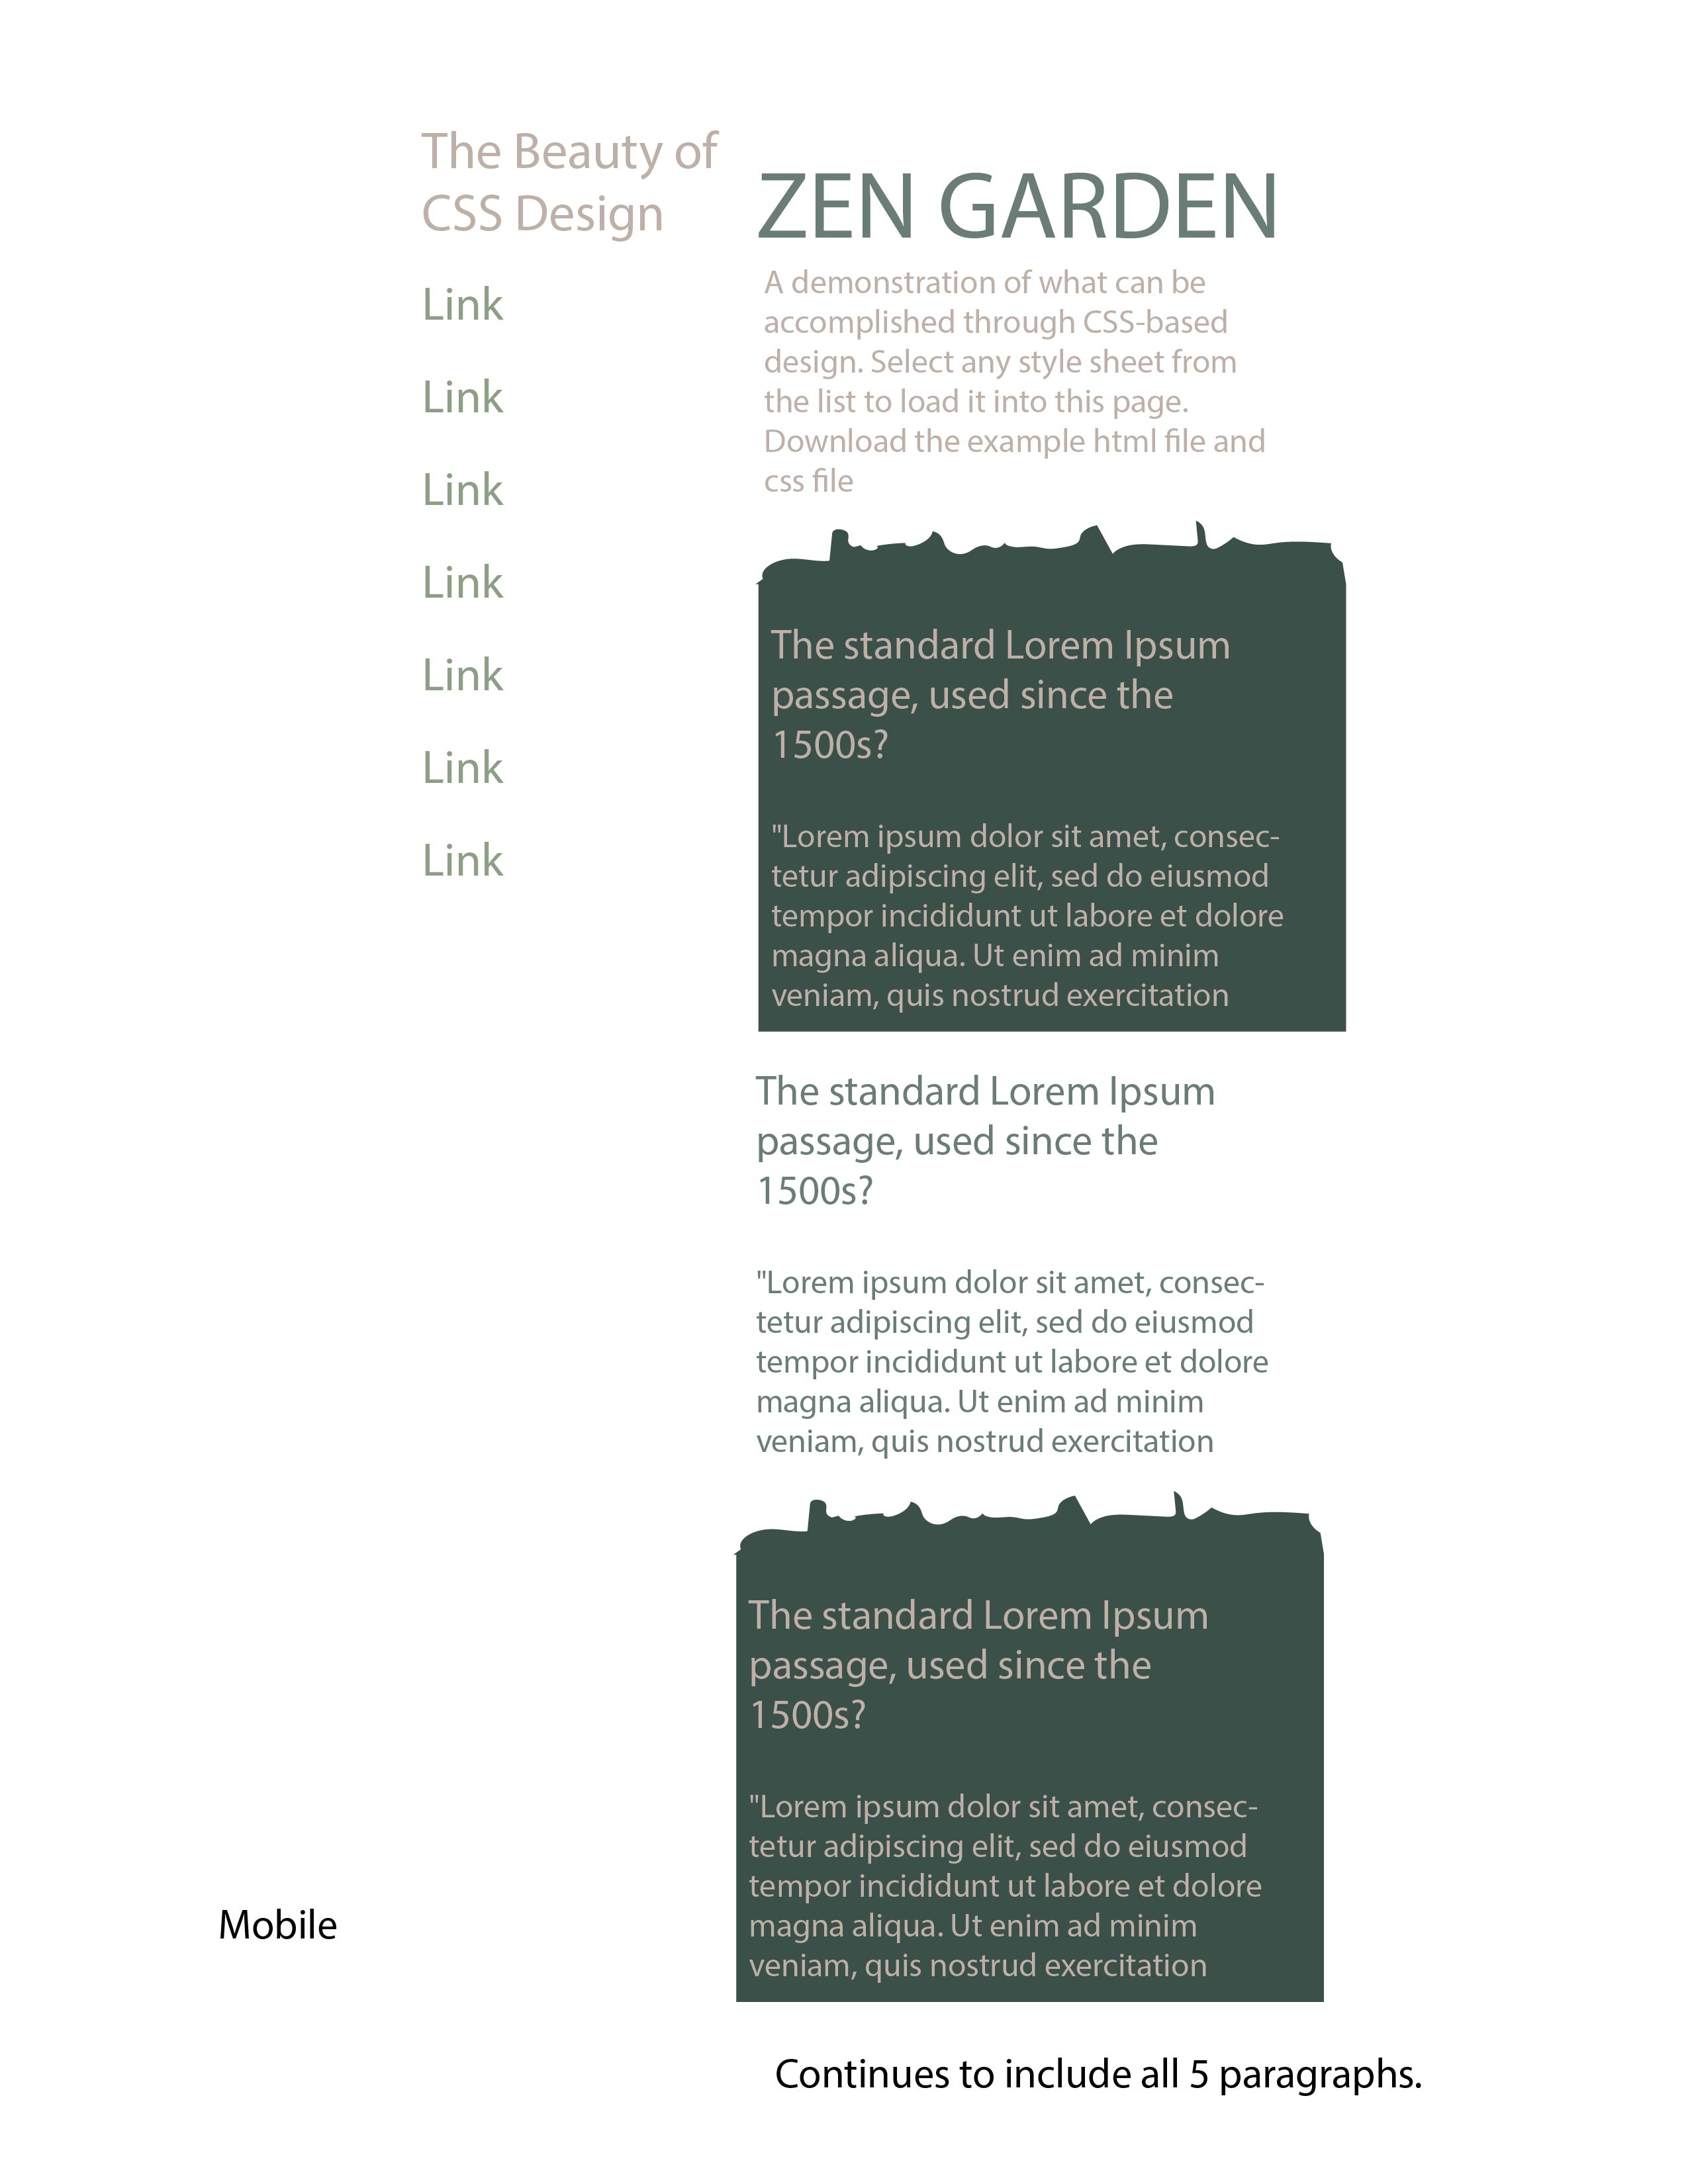 The Beauty of
CSS Design
Link
Link
Link
Link
Link
Link
Link
ZEN GARDEN
A demonstration of what can be
accomplished through CSS-based
design. Select any style sheet from
the list to load it into this page.
Download the example html file and
css file
The standard Lorem Ipsum
passage, used since the
1500s?
"Lorem ipsum dolor sit amet, consec-
tetur adipiscing elit, sed do eiusmod
tempor incididunt ut labore et dolore
magna aliqua. Ut enim ad minim
veniam, quis nostrud exercitation
The standard Lorem Ipsum
passage, used since the
1500s?
"Lorem ipsum dolor sit amet, consec-
tetur adipiscing elit, sed do eiusmod
tempor incididunt ut labore et dolore
magna aliqua. Ut enim ad minim
veniam, quis nostrud exercitation
The standard Lorem Ipsum
passage, used since the
1500s?
"Lorem ipsum dolor sit amet, consec-
tetur adipiscing elit, sed do eiusmod
tempor incididunt ut labore et dolore
magna aliqua. Ut enim ad minim
veniam, quis nostrud exercitation
Mobile
Continues to include all 5 paragraphs.